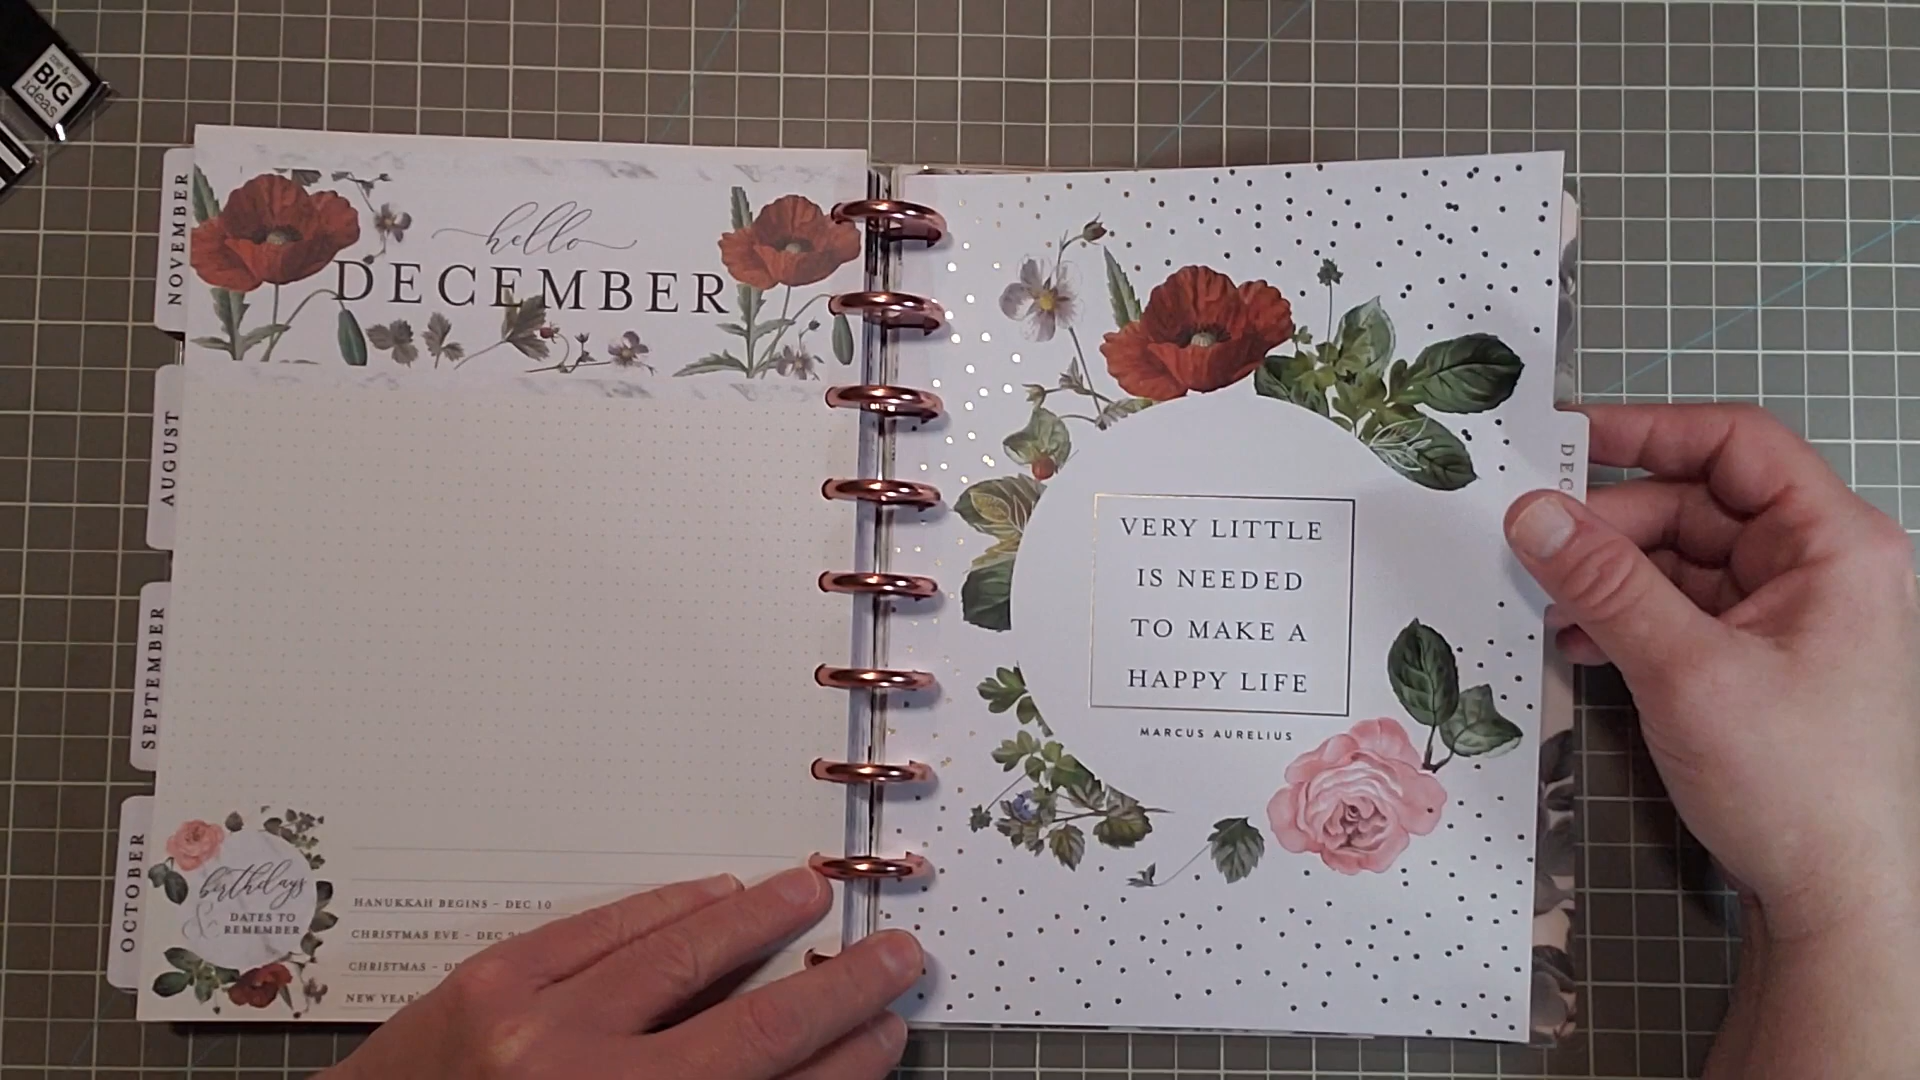 me & my
BIG
ideas
NOVEMBER
AUGUST
SEPTEMBER
OCTOBER
hello
DECEMBER
birthdays
&
DATES TO
REMEMBER
HANUKKAH BEGINS – DEC 10
CHRISTMAS EVE – DEC
CHRISTMAS –
NEW YEAR'S
VERY LITTLE
IS NEEDED
TO MAKE A
HAPPY LIFE
MARCUS AURELIUS
DEC